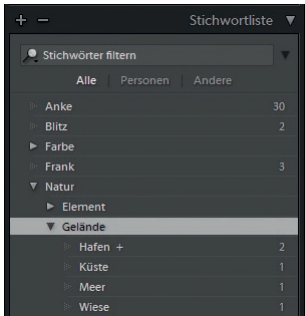 + − Stichwortliste ▼
Stichwörter filtern
Alle | Personen | Andere
Anke 30
Blitz 2
Farbe
Frank 3
Natur
Element
Gelände
Hafen + 2
Küste 1
Meer 1
Wiese 1